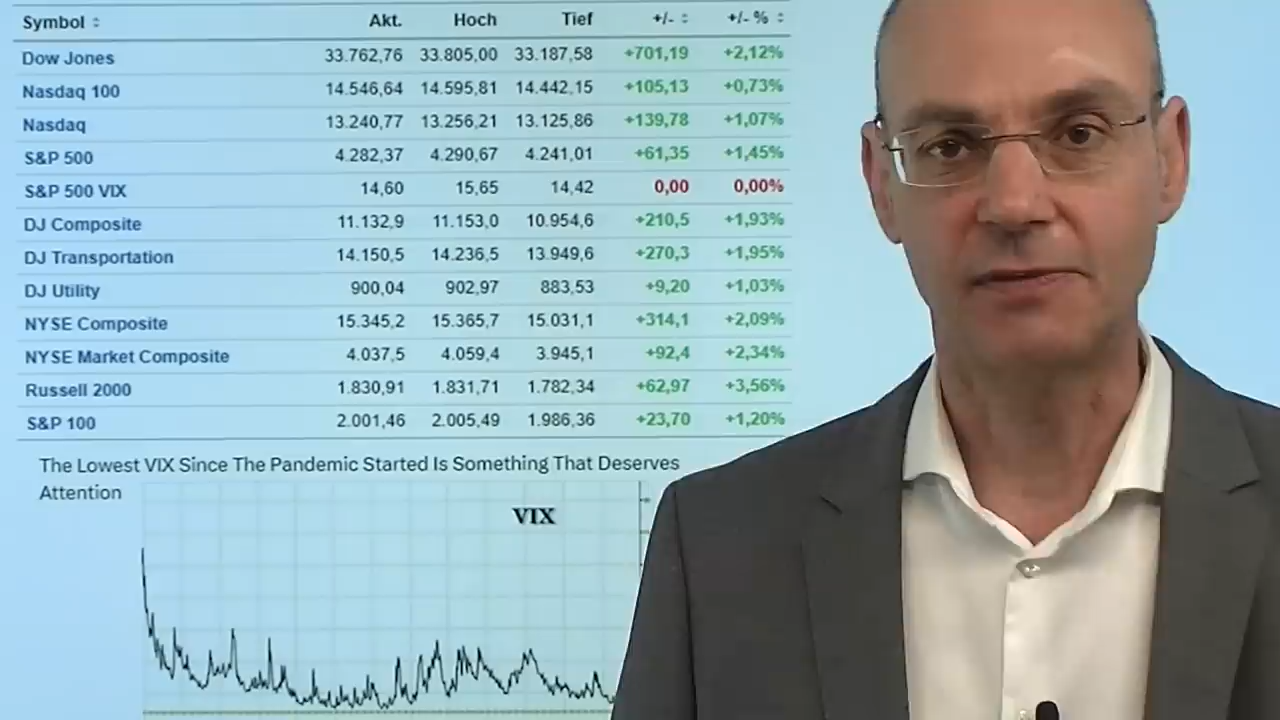 Symbol Akt. Hoch Tief +/- +/- %
Dow Jones 33.762,76 33.805,00 33.187,58 +701,19 +2,12%
Nasdaq 100 14.546,64 14.595,81 14.442,15 +105,13 +0,73%
Nasdaq 13.240,77 13.256,21 13.125,86 +139,78 +1,07%
S&P 500 4.282,37 4.290,67 4.241,01 +61,35 +1,45%
S&P 500 VIX 14,60 15,65 14,42 0,00 0,00%
DJ Composite 11.132,9 11.153,0 10.954,6 +210,5 +1,93%
DJ Transportation 14.150,5 14.236,5 13.949,6 +270,3 +1,95%
DJ Utility 900,04 902,97 883,53 +9,20 +1,03%
NYSE Composite 15.345,2 15.365,7 15.031,1 +314,1 +2,09%
NYSE Market Composite 4.037,5 4.059,4 3.945,1 +92,4 +2,34%
Russell 2000 1.830,91 1.831,71 1.782,34 +62,97 +3,56%
S&P 100 2.001,46 2.005,49 1.986,36 +23,70 +1,20%
The Lowest VIX Since The Pandemic Started Is Something That Deserves
Attention
VIX